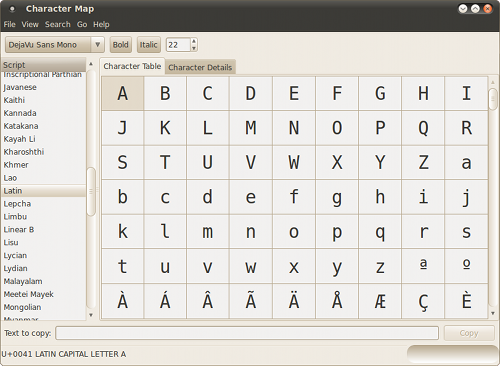 Character Map
File View Search Go Help
DejaVu Sans Mono Bold Italic 22
Script
Inscriptional Parthian
Javanese
Kaithi
Kannada
Katakana
Kayah Li
Kharoshthi
Khmer
Lao
Latin
Lepcha
Limbu
Linear B
Lisu
Lycian
Lydian
Malayalam
Meetei Mayek
Mongolian
Myanmar
Character Table Character Details
A B C D E F G H I
J K L M N O P Q R
S T U V W X Y Z a
b c d e f g h i j
k l m n o p q r s
t u v w x y z ª º
À Á Â Ã Ä Å Æ Ç È
Text to copy: Copy
U+0041 LATIN CAPITAL LETTER A